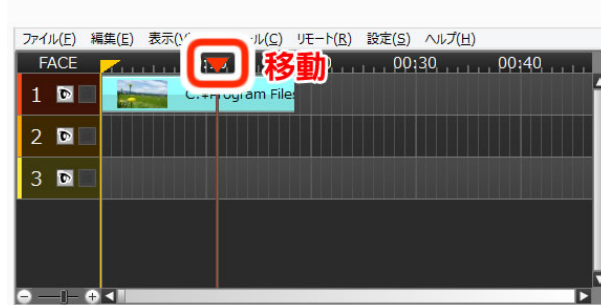 ファイル(F) 編集(E) 表示(V) ール(C) リモート(R) 設定(S) ヘルプ(H)
FACE 移動 00:30 00:40
1 C:¥Program Files
2
3